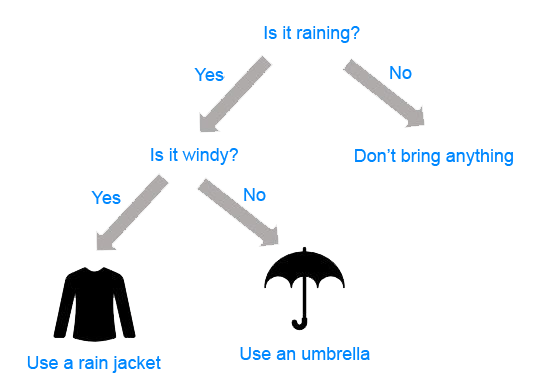 Is it raining?
Yes
No
Is it windy?
Don't bring anything
Yes
No
Use a rain jacket
Use an umbrella